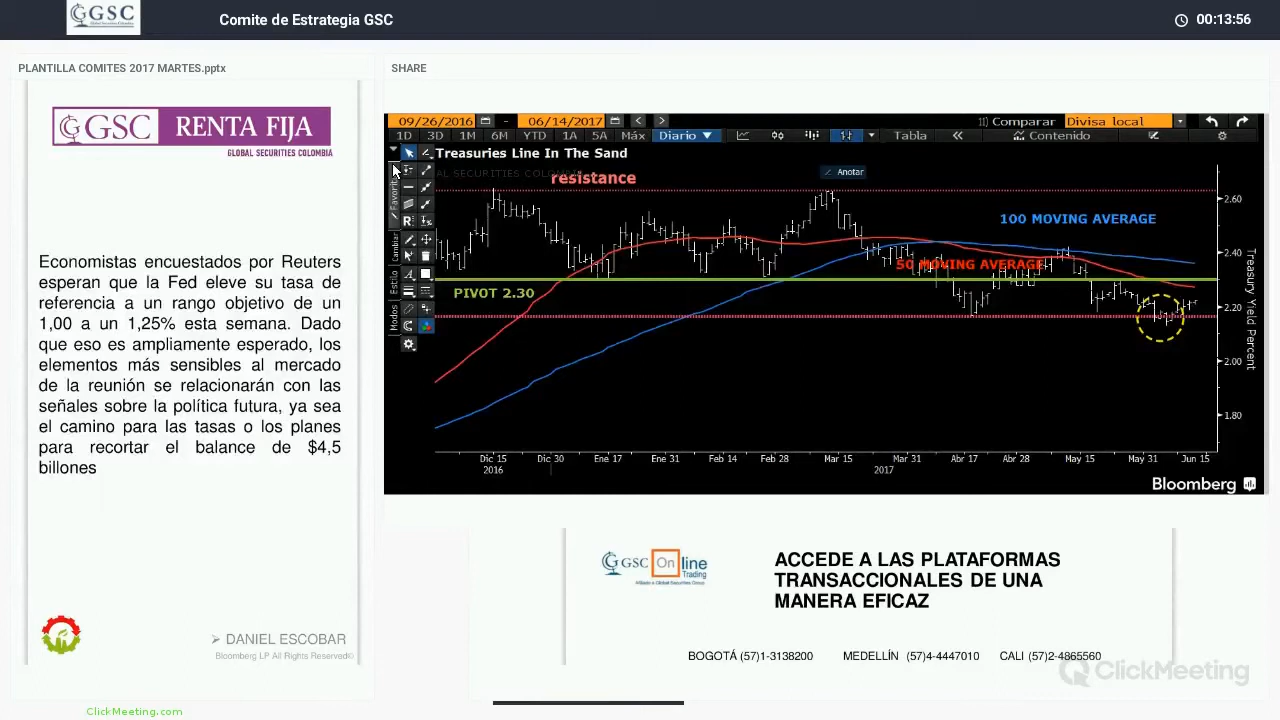 GSC
Comite de Estrategia GSC
00:13:56
PLANTILLA COMITES 2017 MARTES.pptx
SHARE
GSC RENTA FIJA
GLOBAL SECURITIES COLOMBIA
Economistas encuestados por Reuters
esperan que la Fed eleve su tasa de
referencia a un rango objetivo de un
1,00 a un 1,25% esta semana. Dado
que eso es ampliamente esperado, los
elementos más sensibles al mercado
de la reunión se relacionarán con las
señales sobre la política futura, ya sea
el camino para las tasas o los planes
para recortar el balance de $4,5
billones
DANIEL ESCOBAR
Bloomberg LP All Rights Reserved©
09/26/2016 - 06/14/2017 Comparar Divisa local
1D 3D 1M 6M YTD 1A 5A Máx Diario Tabla Contenido
Treasuries Line In The Sand
AL SECURITIES COLOMBIA
resistance
Anotar
100 MOVING AVERAGE
50 MOVING AVERAGE
PIVOT 2.30
Favoritos
Cambiar
Estilo
Modos
2.60
2.40
2.20
2.00
1.80
Treasury Yield Percent
Dic 15 Dic 30 Ene 17 Ene 31 Feb 14 Feb 28 Mar 15 Mar 31 Abr 17 Abr 28 May 15 May 31 Jun 15
2016 2017
Bloomberg
GSC Online
Trading
ACCEDE A LAS PLATAFORMAS
TRANSACCIONALES DE UNA
MANERA EFICAZ
BOGOTÁ (57)1-3138200 MEDELLÍN (57)4-4447010 CALI (57)2-4865560
ClickMeeting
ClickMeeting.com